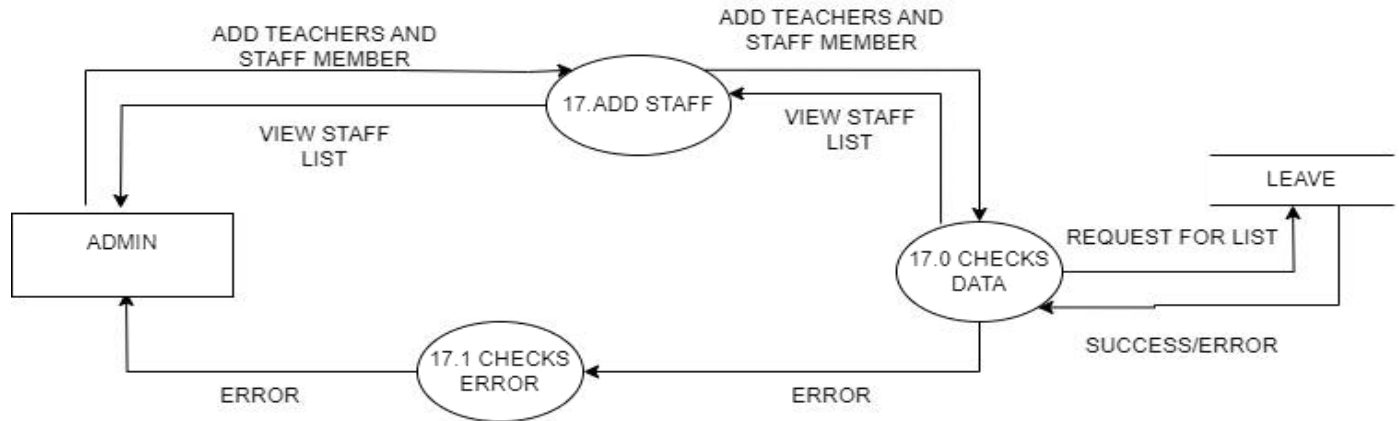 ADD TEACHERS AND
STAFF MEMBER
ADD TEACHERS AND
STAFF MEMBER
17.ADD STAFF
VIEW STAFF
LIST
VIEW STAFF
LIST
LEAVE
ADMIN
REQUEST FOR LIST
17.0 CHECKS
DATA
SUCCESS/ERROR
17.1 CHECKS
ERROR
ERROR
ERROR